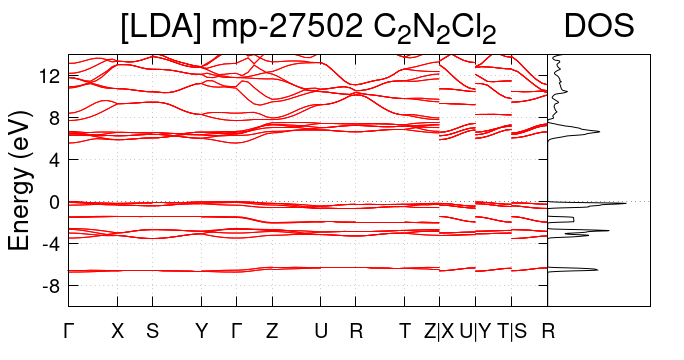 [LDA] mp-27502 C₂N₂Cl₂ DOS
12
8
4
0
-4
-8
Energy (eV)
Γ X S Y Γ Z U R T Z|X U|Y T|S R